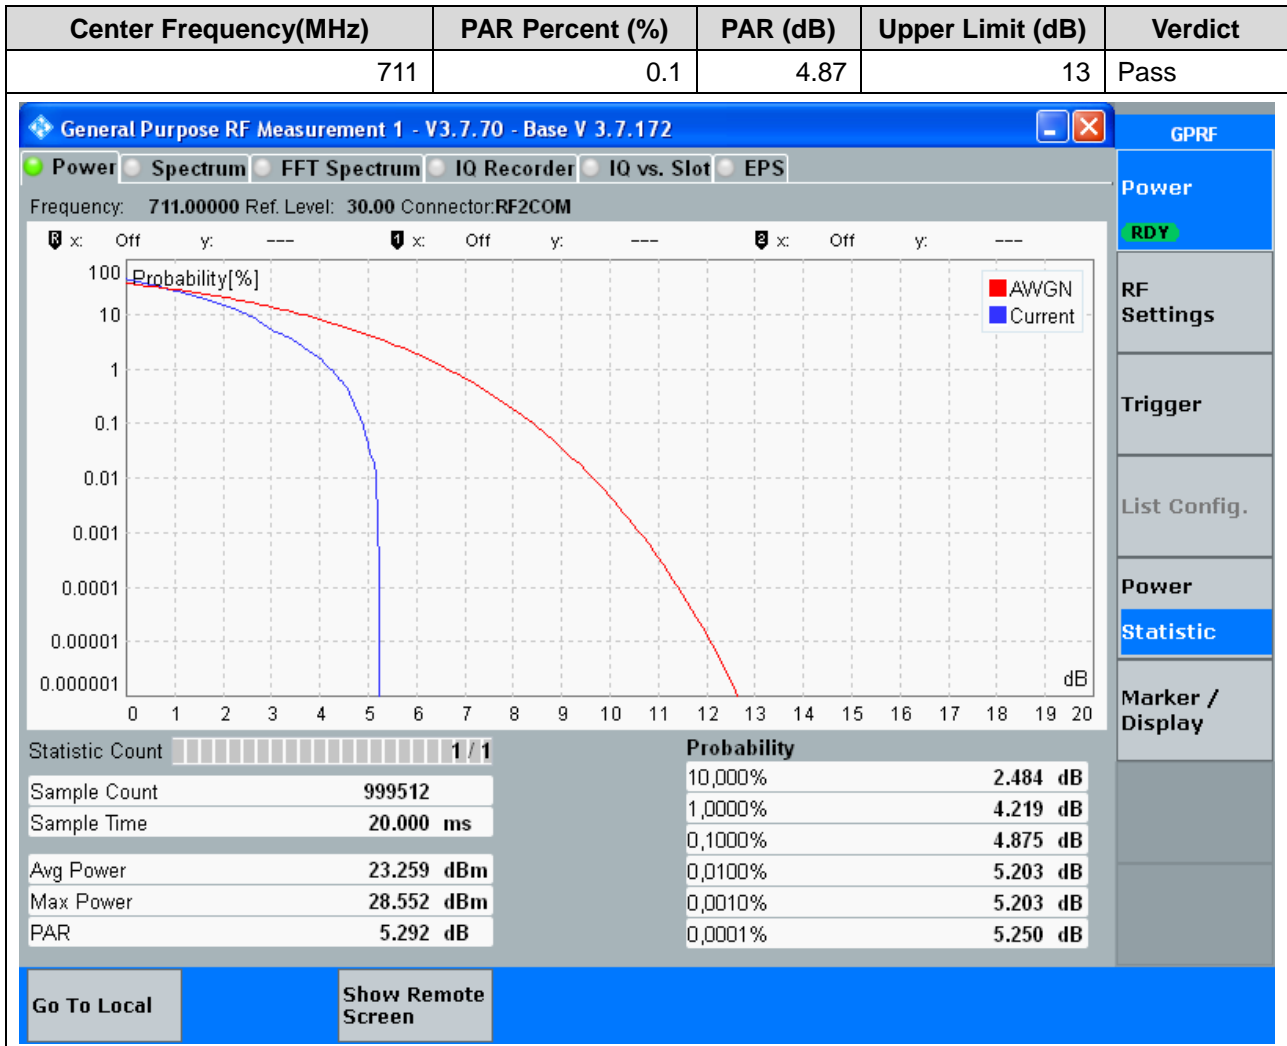 Center Frequency(MHz) PAR Percent (%) PAR (dB) Upper Limit (dB) Verdict
711 0.1 4.87 13 Pass
General Purpose RF Measurement 1 - V3.7.70 - Base V 3.7.172
GPRF
Power Spectrum FFT Spectrum IQ Recorder IQ vs. Slot EPS
Power
RDY
Frequency: 711.00000 Ref. Level: 30.00 Connector:RF2COM
R x: Off y: --- 1 x: Off y: --- 2 x: Off y: ---
Probability[%]
AWGN
Current
100
10
1
0.1
0.01
0.001
0.0001
0.00001
0.000001
dB
0 1 2 3 4 5 6 7 8 9 10 11 12 13 14 15 16 17 18 19 20
RF
Settings
Trigger
List Config.
Power
Statistic
Marker /
Display
Statistic Count 1 / 1
Sample Count 999512
Sample Time 20.000 ms
Avg Power 23.259 dBm
Max Power 28.552 dBm
PAR 5.292 dB
Probability
10,000% 2.484 dB
1,0000% 4.219 dB
0,1000% 4.875 dB
0,0100% 5.203 dB
0,0010% 5.203 dB
0,0001% 5.250 dB
Go To Local
Show Remote
Screen